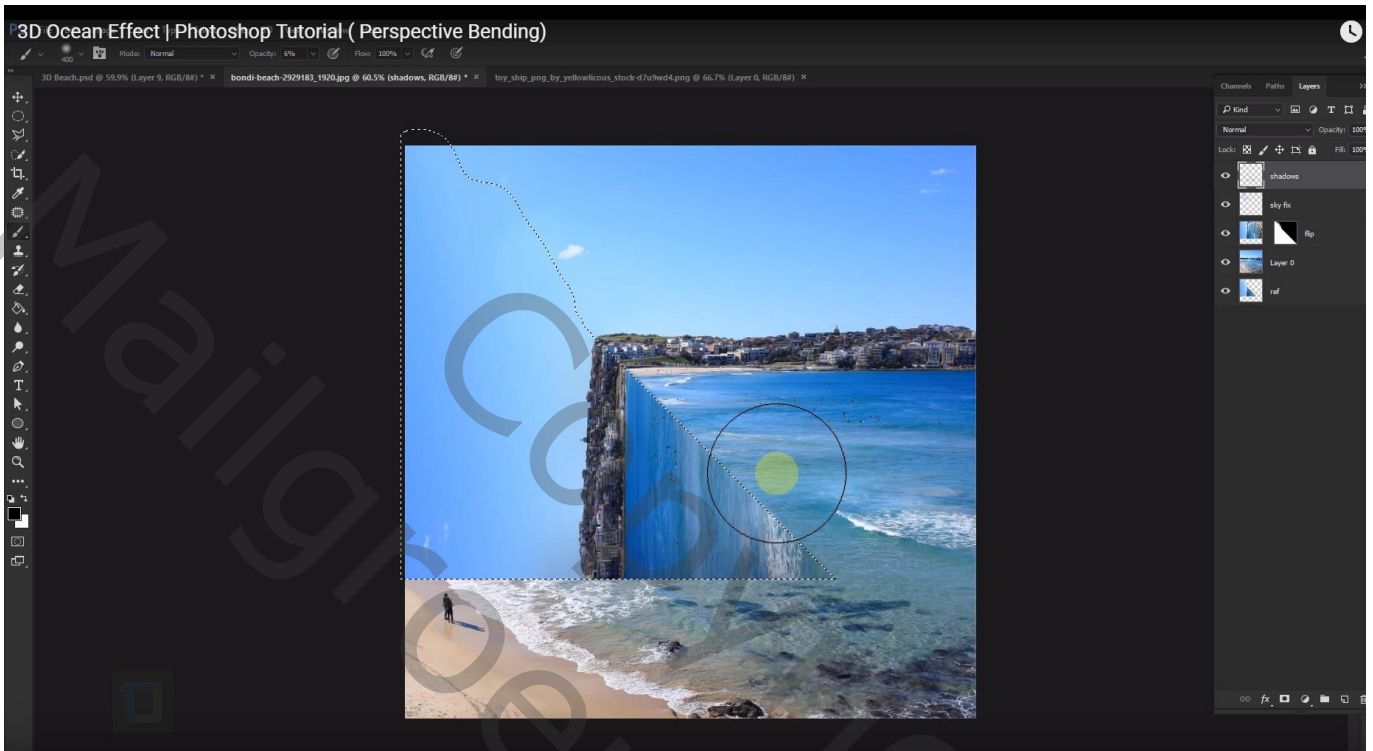 3D Ocean Effect | Photoshop Tutorial ( Perspective Bending)
400 Mode: Normal Opacity: 6% Flow: 100%
3D Beach.psd @ 59.9% (Layer 9, RGB/8#) * × bondi-beach-2929183_1920.jpg @ 60.5% (shadows, RGB/8#) * × toy_ship_png_by_yellowlicous_stock-d7u9wd4.png @ 66.7% (Layer 0, RGB/8#) ×
Channels Paths Layers
Kind
Normal Opacity: 100%
Lock: Fill: 100%
shadows
sky fix
flip
Layer 0
ref
fx